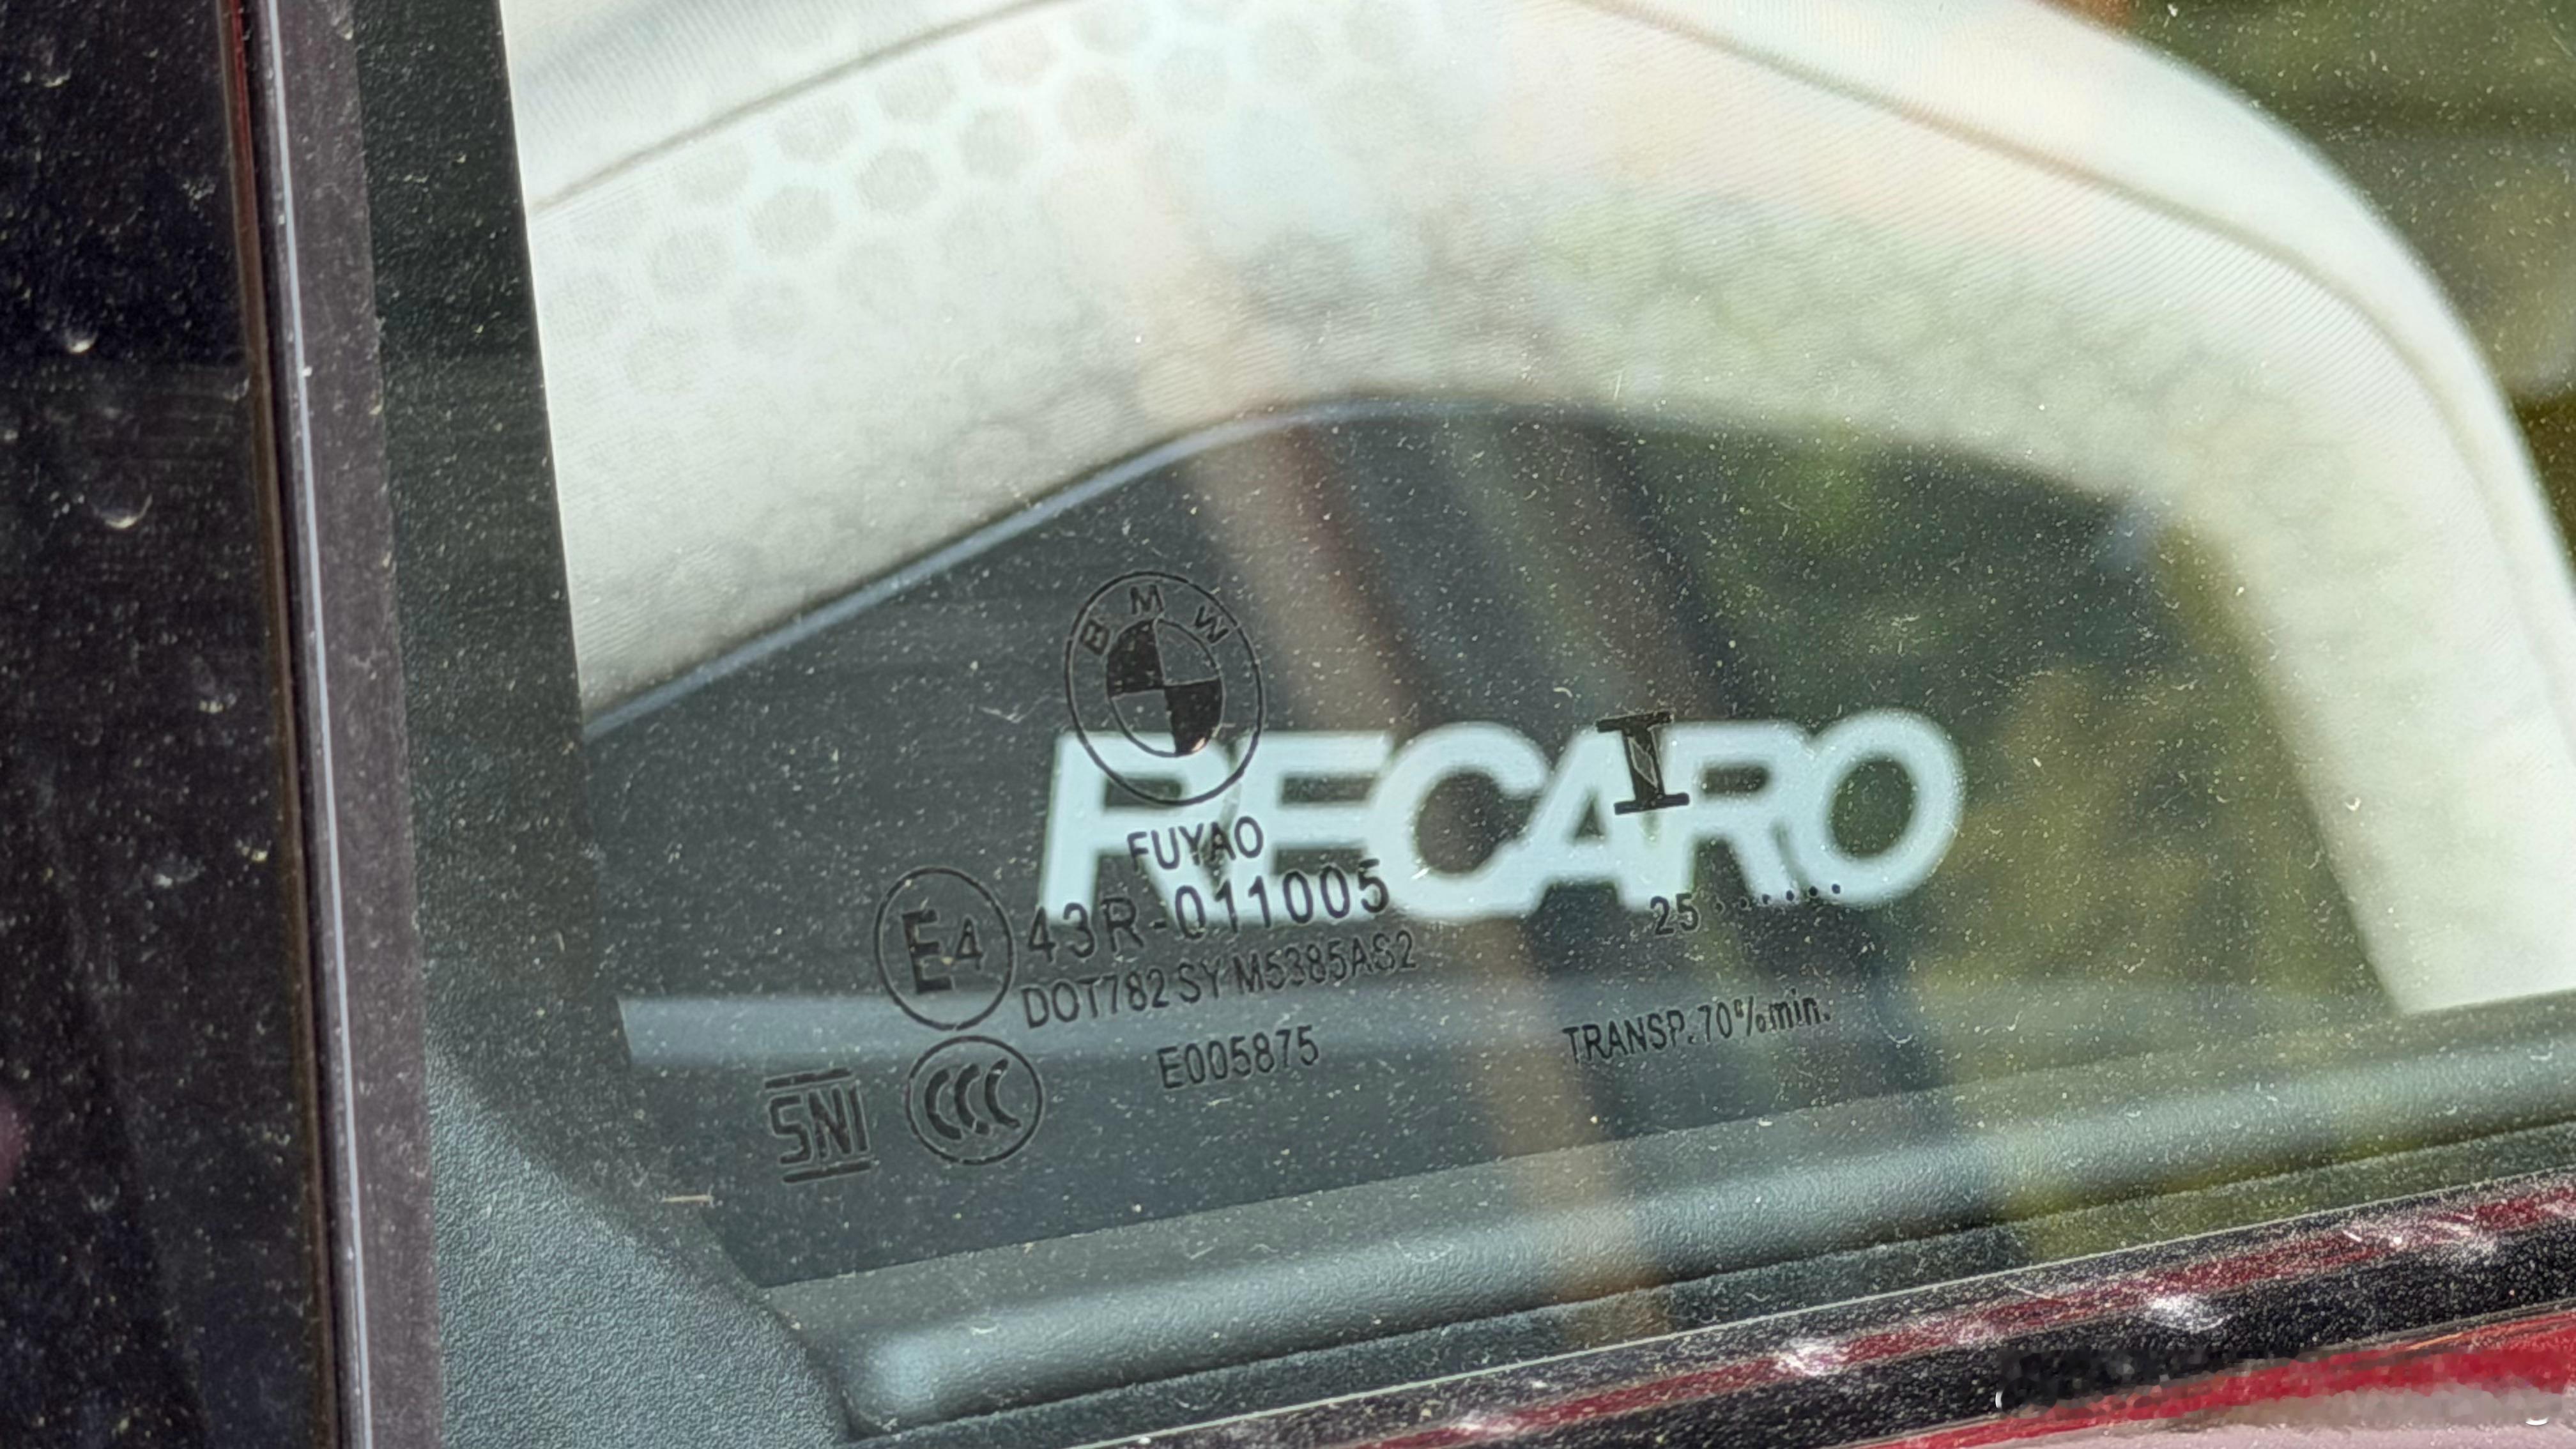 BMW
RECARO
I
FUYAO
E4 43R-011005
25 ......
DOT782 SY M5385AS2
E005875
TRANSP. 70% min.
SNI
CCC